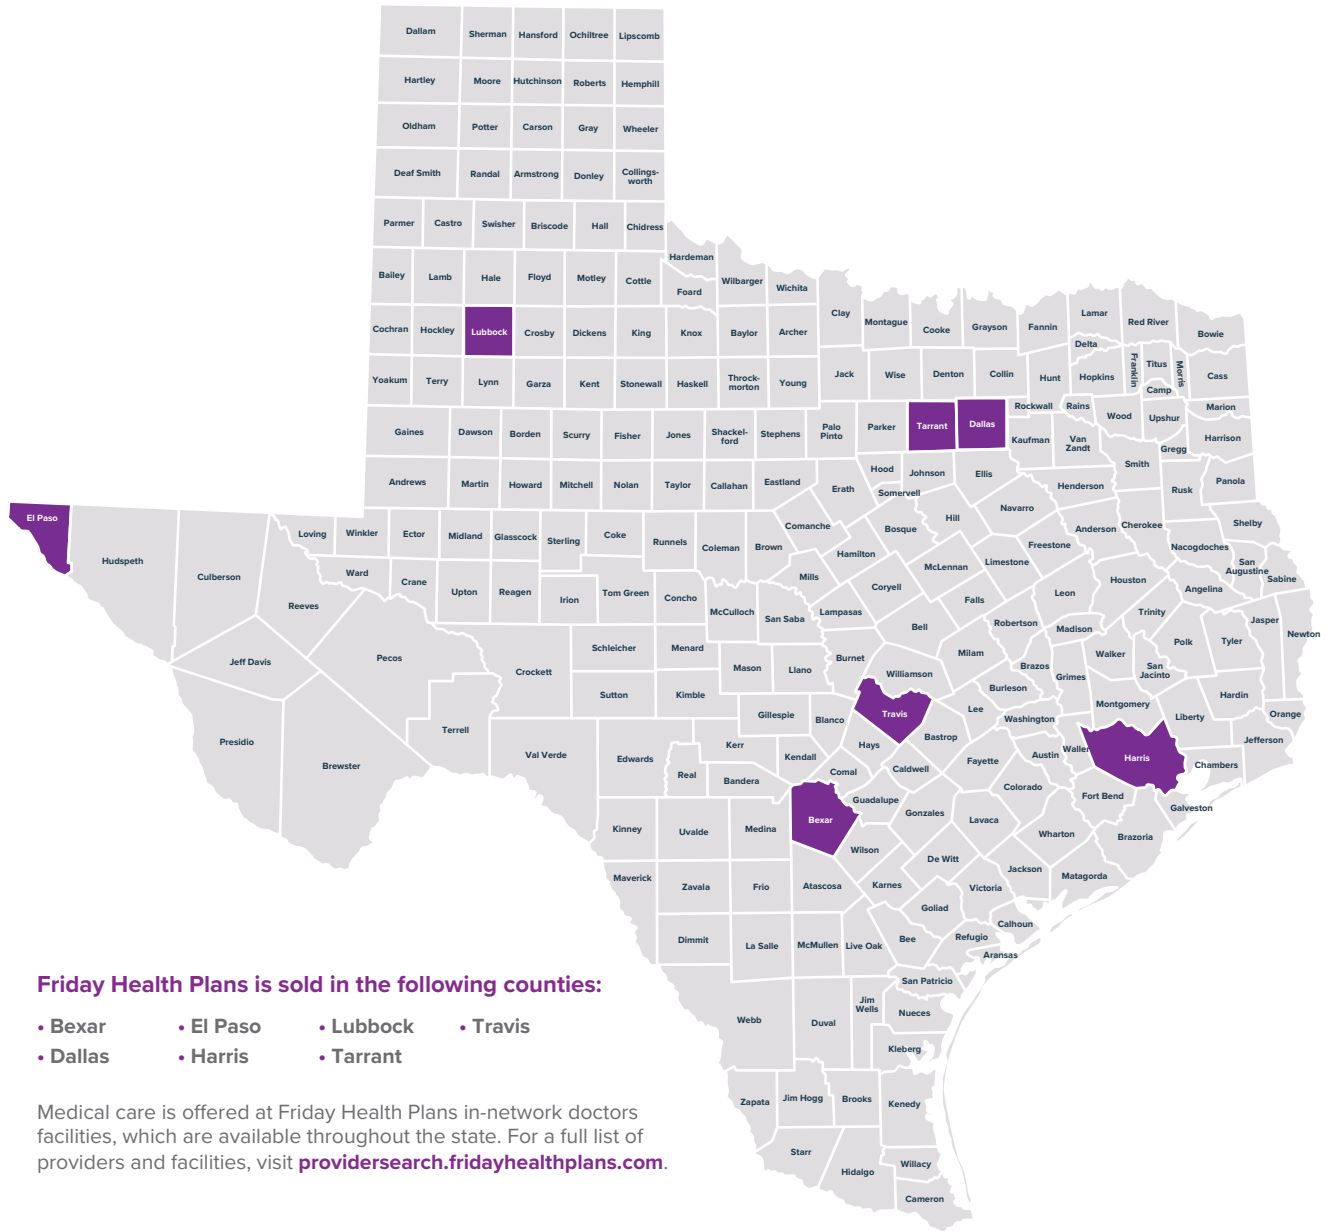 Dallam Sherman Hansford Ochiltree Lipscomb
Hartley Moore Hutchinson Roberts Hemphill
Oldham Potter Carson Gray Wheeler
Deaf Smith Randal Armstrong Donley Collings-
worth
Parmer Castro Swisher Briscode Hall Chidress
Hardeman
Bailey Lamb Hale Floyd Motley Cottle Foard Wilbarger Wichita
Clay Montague Cooke Grayson Fannin Lamar Red River Bowie
Cochran Hockley Lubbock Crosby Dickens King Knox Baylor Archer
Delta Franklin Titus Morris Cass
Jack Wise Denton Collin Hunt Hopkins Camp
Yoakum Terry Lynn Garza Kent Stonewall Haskell Throck-
morton Young
Rockwall Rains Wood Upshur Marion
Gaines Dawson Borden Scurry Fisher Jones Shackel-
ford Stephens Palo
Pinto Parker Tarrant Dallas Kaufman Van
Zandt Gregg Harrison
Andrews Martin Howard Mitchell Nolan Taylor Callahan Eastland Erath Hood Johnson Ellis Henderson Smith Rusk Panola
Somervell
El Paso
Hudspeth Culberson Loving Winkler Ector Midland Glasscock Sterling Coke Runnels Coleman Brown Comanche Bosque Hill Navarro Anderson Cherokee Shelby
Hamilton Freestone Nacogdoches
McLennan Limestone San
Augustine Sabine
Reeves Ward Crane Upton Reagen Irion Tom Green Concho Mills Coryell Falls Leon Houston Angelina
McCulloch San Saba Lampasas Bell Robertson Madison Trinity Jasper Newton
Jeff Davis Pecos Crockett Schleicher Menard Mason Llano Burnet Milam Brazos Walker Polk Tyler
Williamson Grimes San
Jacinto
Sutton Kimble Burleson Montgomery Hardin
Presidio Brewster Terrell Gillespie Blanco Travis Lee Washington Liberty Orange
Val Verde Edwards Kerr Kendall Hays Bastrop Austin Waller Harris Jefferson
Real Bandera Comal Caldwell Fayette Chambers
Colorado Fort Bend Galveston
Kinney Uvalde Medina Bexar Guadalupe Gonzales Lavaca Wharton Brazoria
Wilson De Witt
Maverick Zavala Frio Atascosa Karnes Victoria Jackson Matagorda
Goliad Calhoun
Dimmit La Salle McMullen Live Oak Bee Refugio Aransas
San Patricio
Webb Duval Jim
Wells Nueces
Kleberg
Zapata Jim Hogg Brooks Kenedy
Starr Hidalgo Willacy
Cameron
Friday Health Plans is sold in the following counties:
• Bexar • El Paso • Lubbock • Travis
• Dallas • Harris • Tarrant
Medical care is offered at Friday Health Plans in-network doctors
facilities, which are available throughout the state. For a full list of
providers and facilities, visit providersearch.fridayhealthplans.com.